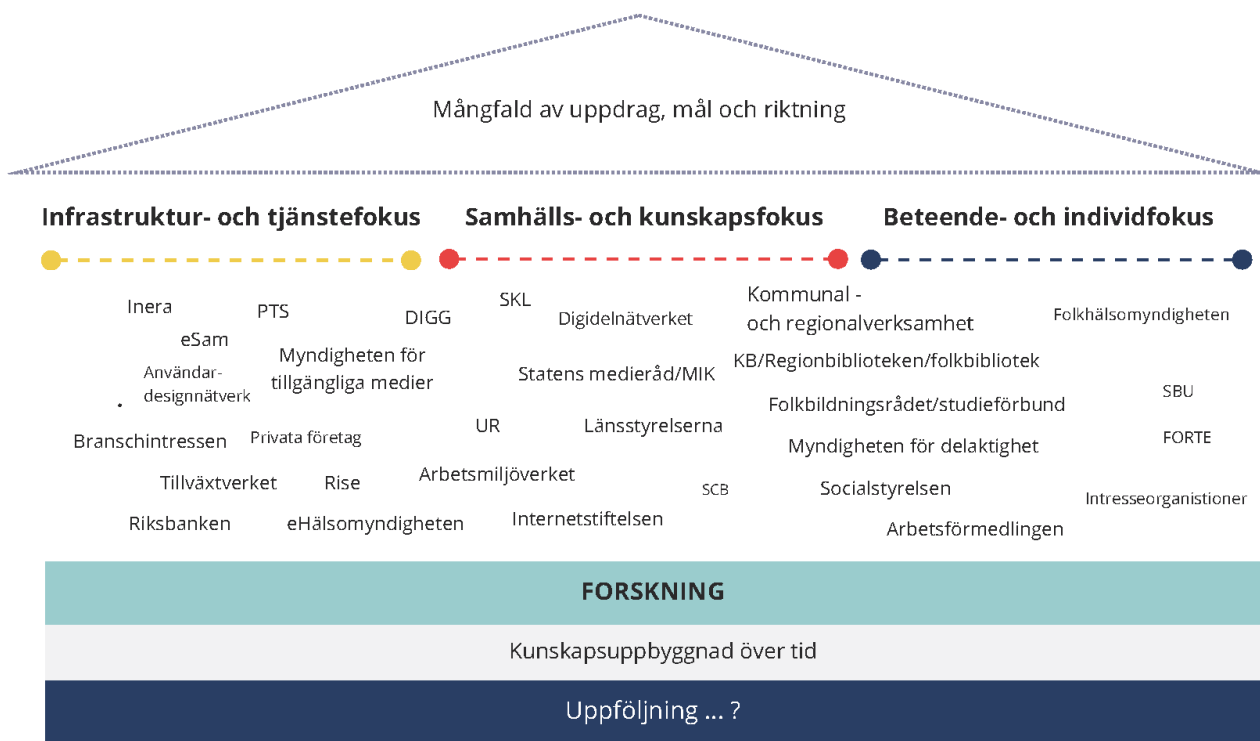 Mångfald av uppdrag, mål och riktning
Infrastruktur- och tjänstefokus
Samhälls- och kunskapsfokus
Beteende- och individfokus
Inera
PTS
DIGG
eSam
Myndigheten för
tillgängliga medier
Användar-
designnätverk
Branschintressen
Privata företag
Tillväxtverket
Rise
Riksbanken
eHälsomyndigheten
SKL
Digidelnätverket
Statens medieråd/MIK
UR
Länsstyrelserna
Arbetsmiljöverket
SCB
Internetstiftelsen
Kommunal -
och regionalverksamhet
KB/Regionbiblioteken/folkbibliotek
Folkbildningsrådet/studieförbund
Myndigheten för delaktighet
Socialstyrelsen
Arbetsförmedlingen
Folkhälsomyndigheten
SBU
FORTE
Intresseorganistioner
FORSKNING
Kunskapsuppbyggnad över tid
Uppföljning ... ?